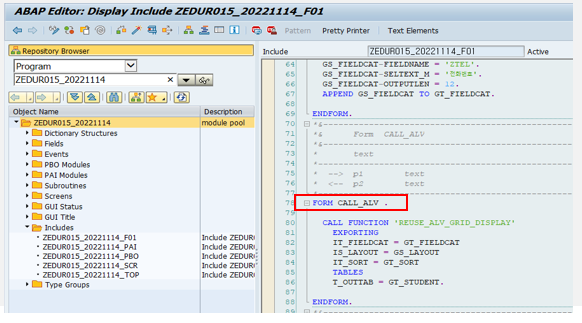 ABAP Editor: Display Include ZEDUR015_20221114_F01
Pattern Pretty Printer Text Elements
Repository Browser
Program
ZEDUR015_20221114
Object Name Description
ZEDUR015_20221114 module pool
Dictionary Structures
Fields
Events
PBO Modules
PAI Modules
Subroutines
Screens
GUI Status
GUI Title
Includes
ZEDUR015_20221114_F01 Include ZEDUR
ZEDUR015_20221114_PAI Include ZEDUR
ZEDUR015_20221114_PBO Include ZEDUR
ZEDUR015_20221114_SCR Include ZEDUR
ZEDUR015_20221114_TOP Include ZEDUR
Type Groups
Include ZEDUR015_20221114_F01 Active
64 GS_FIELDCAT-FIELDNAME = 'ZTEL'.
65 GS_FIELDCAT-SELTEXT_M = '전화번호'.
66 GS_FIELDCAT-OUTPUTLEN = 12.
67 APPEND GS_FIELDCAT TO GT_FIELDCAT.
68
69 ENDFORM.
70 *&---------------------------------------------------------------------
71 *& Form CALL_ALV
72 *&---------------------------------------------------------------------
73 * text
74 *----------------------------------------------------------------------
75 * --> p1 text
76 * <-- p2 text
77 *----------------------------------------------------------------------
78 FORM CALL_ALV .
79
80 CALL FUNCTION 'REUSE_ALV_GRID_DISPLAY'
81 EXPORTING
82 IT_FIELDCAT = GT_FIELDCAT
83 IS_LAYOUT = GS_LAYOUT
84 IT_SORT = GT_SORT
85 TABLES
86 T_OUTTAB = GT_STUDENT.
87
88 ENDFORM.